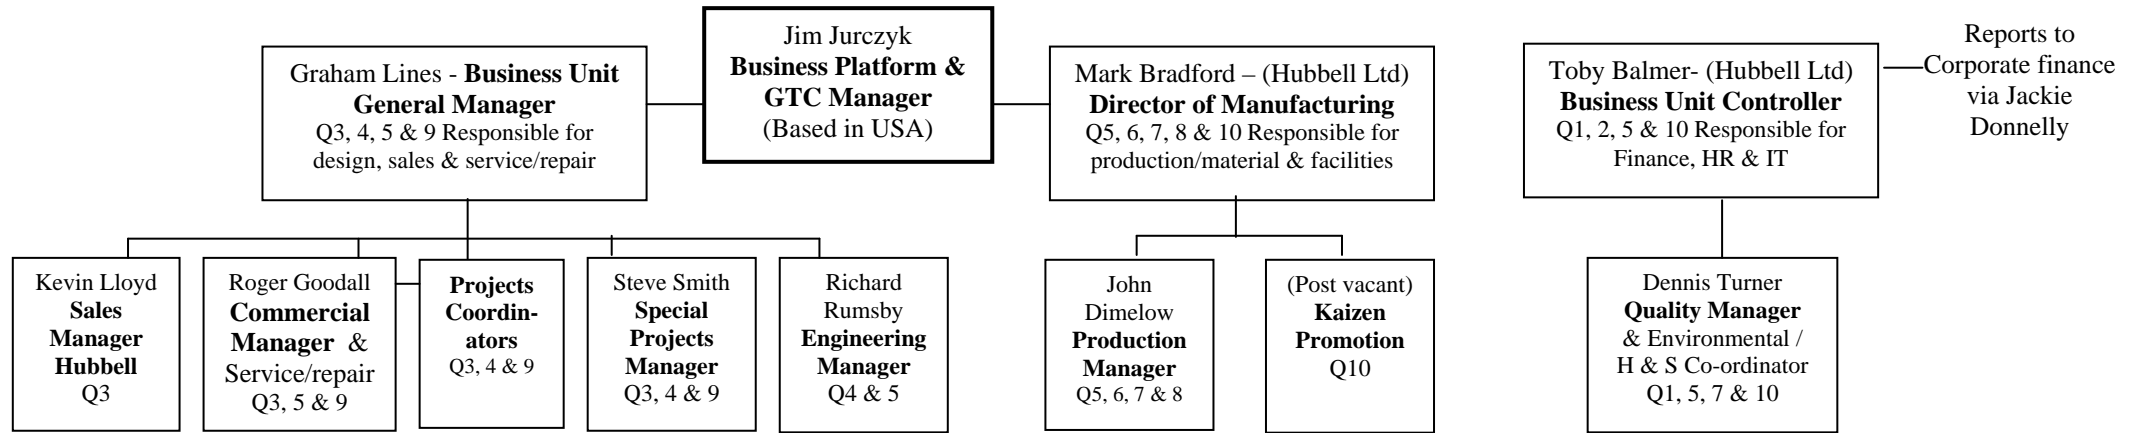 Jim Jurczyk
Business Platform &
GTC Manager
(Based in USA)
Graham Lines - Business Unit
General Manager
Q3, 4, 5 & 9 Responsible for
design, sales & service/repair
Mark Bradford – (Hubbell Ltd)
Director of Manufacturing
Q5, 6, 7, 8 & 10 Responsible for
production/material & facilities
Toby Balmer- (Hubbell Ltd)
Business Unit Controller
Q1, 2, 5 & 10 Responsible for
Finance, HR & IT
Reports to
Corporate finance
via Jackie
Donnelly
Kevin Lloyd
Sales
Manager
Hubbell
Q3
Roger Goodall
Commercial
Manager &
Service/repair
Q3, 5 & 9
Projects
Coordin-
ators
Q3, 4 & 9
Steve Smith
Special
Projects
Manager
Q3, 4 & 9
Richard
Rumsby
Engineering
Manager
Q4 & 5
John
Dimelow
Production
Manager
Q5, 6, 7 & 8
(Post vacant)
Kaizen
Promotion
Q10
Dennis Turner
Quality Manager
& Environmental /
H & S Co-ordinator
Q1, 5, 7 & 10